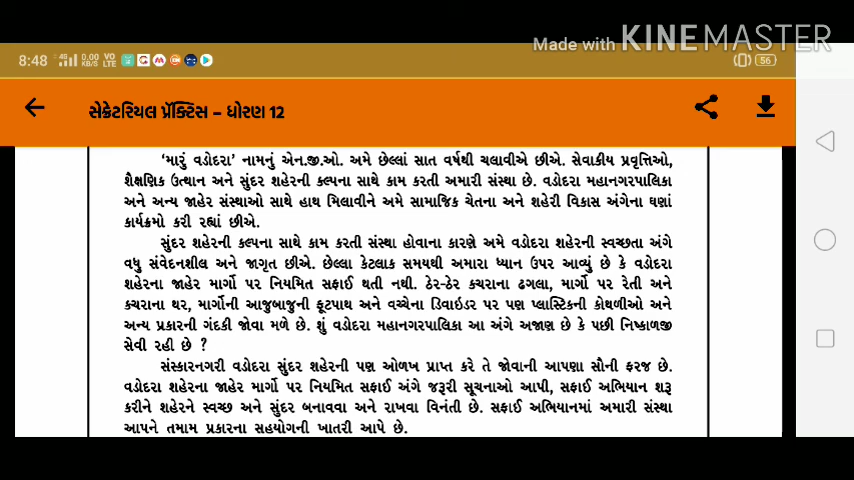 Made with KINEMASTER
8:48 4G 0.00 KB/S VO LTE 56
સેક્રેટરિયલ પ્રૅક્ટિસ – ધોરણ 12
‘મારું વડોદરા’ નામનું એન.જી.ઓ. અમે છેલ્લાં સાત વર્ષથી ચલાવીએ છીએ. સેવાકીય પ્રવૃત્તિઓ,
શૈક્ષણિક ઉત્થાન અને સુંદર શહેરની કલ્પના સાથે કામ કરતી અમારી સંસ્થા છે. વડોદરા મહાનગરપાલિકા
અને અન્ય જાહેર સંસ્થાઓ સાથે હાથ મિલાવીને અમે સામાજિક ચેતના અને શહેરી વિકાસ અંગેના ઘણાં
કાર્યક્રમો કરી રહ્યાં છીએ.
સુંદર શહેરની કલ્પના સાથે કામ કરતી સંસ્થા હોવાના કારણે અમે વડોદરા શહેરની સ્વચ્છતા અંગે
વધુ સંવેદનશીલ અને જાગૃત છીએ. છેલ્લા કેટલાક સમયથી અમારા ધ્યાન ઉપર આવ્યું છે કે વડોદરા
શહેરના જાહેર માર્ગો પર નિયમિત સફાઈ થતી નથી. ઠેર-ઠેર કચરાના ઢગલા, માર્ગો પર રેતી અને
કચરાના થર, માર્ગોની આજુબાજુની ફૂટપાથ અને વચ્ચેના ડિવાઇડર પર પણ પ્લાસ્ટિકની કોથળીઓ અને
અન્ય પ્રકારની ગંદકી જોવા મળે છે. શું વડોદરા મહાનગરપાલિકા આ અંગે અજાણ છે કે પછી નિષ્કાળજી
સેવી રહી છે ?
સંસ્કારનગરી વડોદરા સુંદર શહેરની પણ ઓળખ પ્રાપ્ત કરે તે જોવાની આપણા સૌની ફરજ છે.
વડોદરા શહેરના જાહેર માર્ગો પર નિયમિત સફાઈ અંગે જરૂરી સૂચનાઓ આપી, સફાઈ અભિયાન શરૂ
કરીને શહેરને સ્વચ્છ અને સુંદર બનાવવા અને રાખવા વિનંતી છે. સફાઈ અભિયાનમાં અમારી સંસ્થા
આપને તમામ પ્રકારના સહયોગની ખાતરી આપે છે.